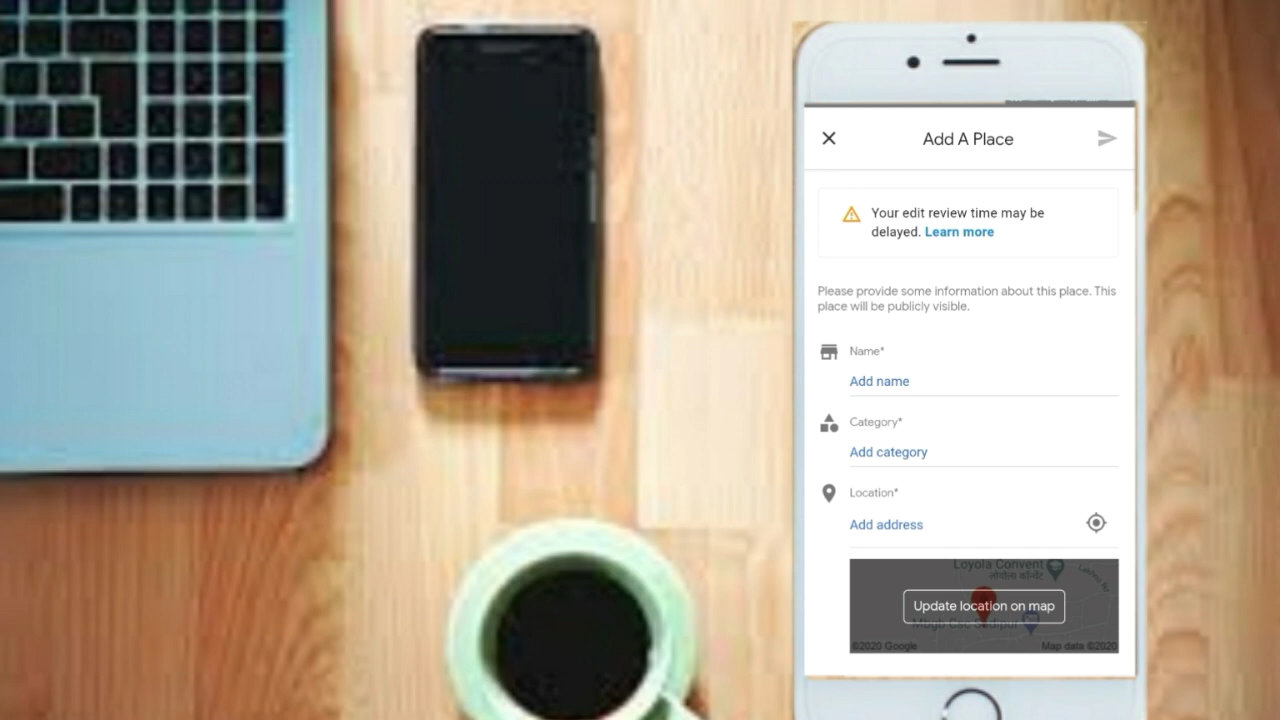 Add A Place
Your edit review time may be
delayed. Learn more
Please provide some information about this place. This
place will be publicly visible.
Name*
Add name
Category*
Add category
Location*
Add address
Loyola Convent
लोयोला कॉन्वेंट
Update location on map
©2020 Google
Map data ©2020